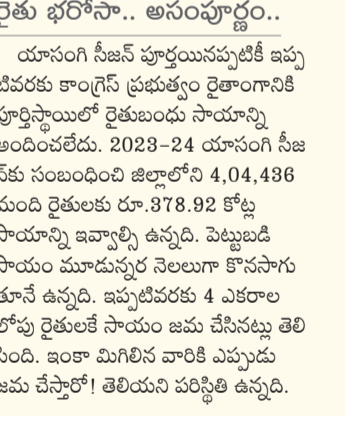 రైతు భరోసా.. అసంపూర్ణం..
యాసంగి సీజన్ పూర్తయినప్పటికీ ఇప్ప
టివరకు కాంగ్రెస్ ప్రభుత్వం రైతాంగానికి
పూర్తిస్థాయిలో రైతుబంధు సాయాన్ని
అందించలేదు. 2023-24 యాసంగి సీజ
న్‌కు సంబంధించి జిల్లాలోని 4,04,436
మంది రైతులకు రూ.378.92 కోట్ల
సాయాన్ని ఇవ్వాల్సి ఉన్నది. పెట్టుబడి
సాయం మూడున్నర నెలలుగా కొనసాగు
తూనే ఉన్నది. ఇప్పటివరకు 4 ఎకరాల
లోపు రైతులకే సాయం జమ చేసినట్లు తెలి
సింది. ఇంకా మిగిలిన వారికి ఎప్పుడు
జమ చేస్తారో! తెలియని పరిస్థితి ఉన్నది.